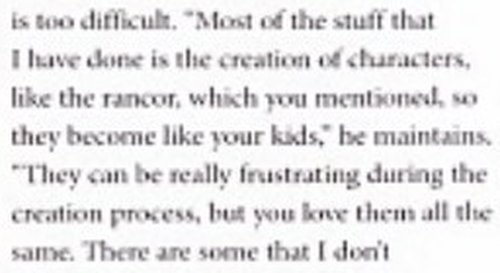 is too difficult. "Most of the stuff that
I have done is the creation of characters,
like the rancor, which you mentioned, so
they become like your kids," he maintains.
"They can be really frustrating during the
creation process, but you love them all the
same. There are some that I don't